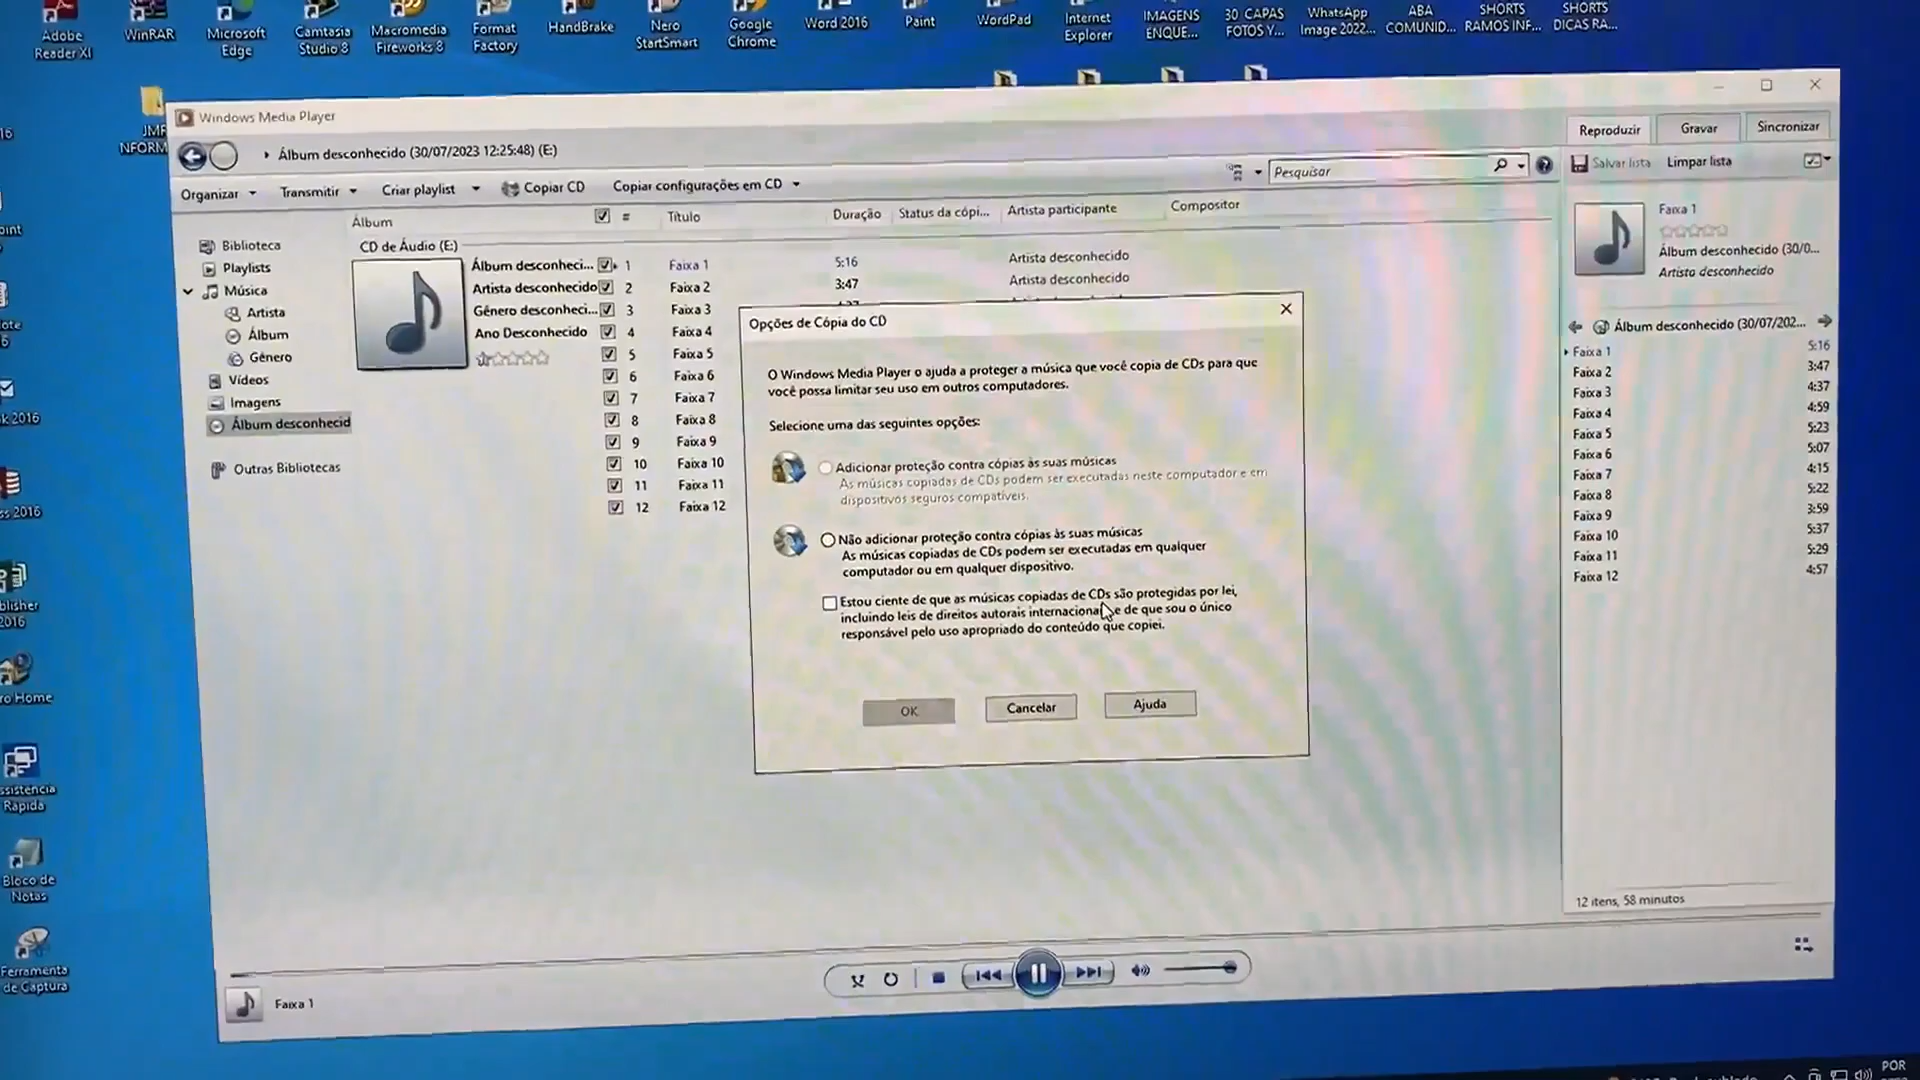 Adobe
Reader XI
WinRAR
Microsoft
Edge
Camtasia
Studio 8
Macromedia
Fireworks 8
Format
Factory
HandBrake
Nero
StartSmart
Google
Chrome
Word 2016
Paint
WordPad
Internet
Explorer
IMAGENS
ENQUE...
30 CAPAS
FOTOS Y...
WhatsApp
Image 2022...
ABA
COMUNID...
SHORTS
RAMOS INF...
SHORTS
DICAS RA...
Windows Media Player
Álbum desconhecido (30/07/2023 12:25:48) (E:)
Pesquisar
Organizar
Transmitir
Criar playlist
Copiar CD
Copiar configurações em CD
Reproduzir
Gravar
Sincronizar
Salvar lista
Limpar lista
Álbum
#
Título
Duração
Status da cópi...
Artista participante
Compositor
Biblioteca
Playlists
Música
Artista
Álbum
Gênero
Vídeos
Imagens
Álbum desconhecid
Outras Bibliotecas
CD de Áudio (E:)
Álbum desconheci...
Artista desconhecido
Gênero desconheci...
Ano Desconhecido
1 Faixa 1 5:16 Artista desconhecido
2 Faixa 2 3:47 Artista desconhecido
3 Faixa 3
4 Faixa 4
5 Faixa 5
6 Faixa 6
7 Faixa 7
8 Faixa 8
9 Faixa 9
10 Faixa 10
11 Faixa 11
12 Faixa 12
Opções de Cópia do CD
O Windows Media Player o ajuda a proteger a música que você copia de CDs para que
você possa limitar seu uso em outros computadores.
Selecione uma das seguintes opções:
Adicionar proteção contra cópias às suas músicas
As músicas copiadas de CDs podem ser executadas neste computador e em
dispositivos seguros compatíveis.
Não adicionar proteção contra cópias às suas músicas
As músicas copiadas de CDs podem ser executadas em qualquer
computador ou em qualquer dispositivo.
Estou ciente de que as músicas copiadas de CDs são protegidas por lei,
incluindo leis de direitos autorais internacionai e de que sou o único
responsável pelo uso apropriado do conteúdo que copiei.
OK
Cancelar
Ajuda
Faixa 1
Álbum desconhecido (30/0...
Artista desconhecido
Álbum desconhecido (30/07/202...
Faixa 1 5:16
Faixa 2 3:47
Faixa 3 4:37
Faixa 4 4:59
Faixa 5 5:23
Faixa 6 5:07
Faixa 7 4:15
Faixa 8 5:22
Faixa 9 3:59
Faixa 10 5:37
Faixa 11 5:29
Faixa 12 4:57
12 itens, 58 minutos
Faixa 1
Bloco de
Notas
Ferramenta
de Captura
POR